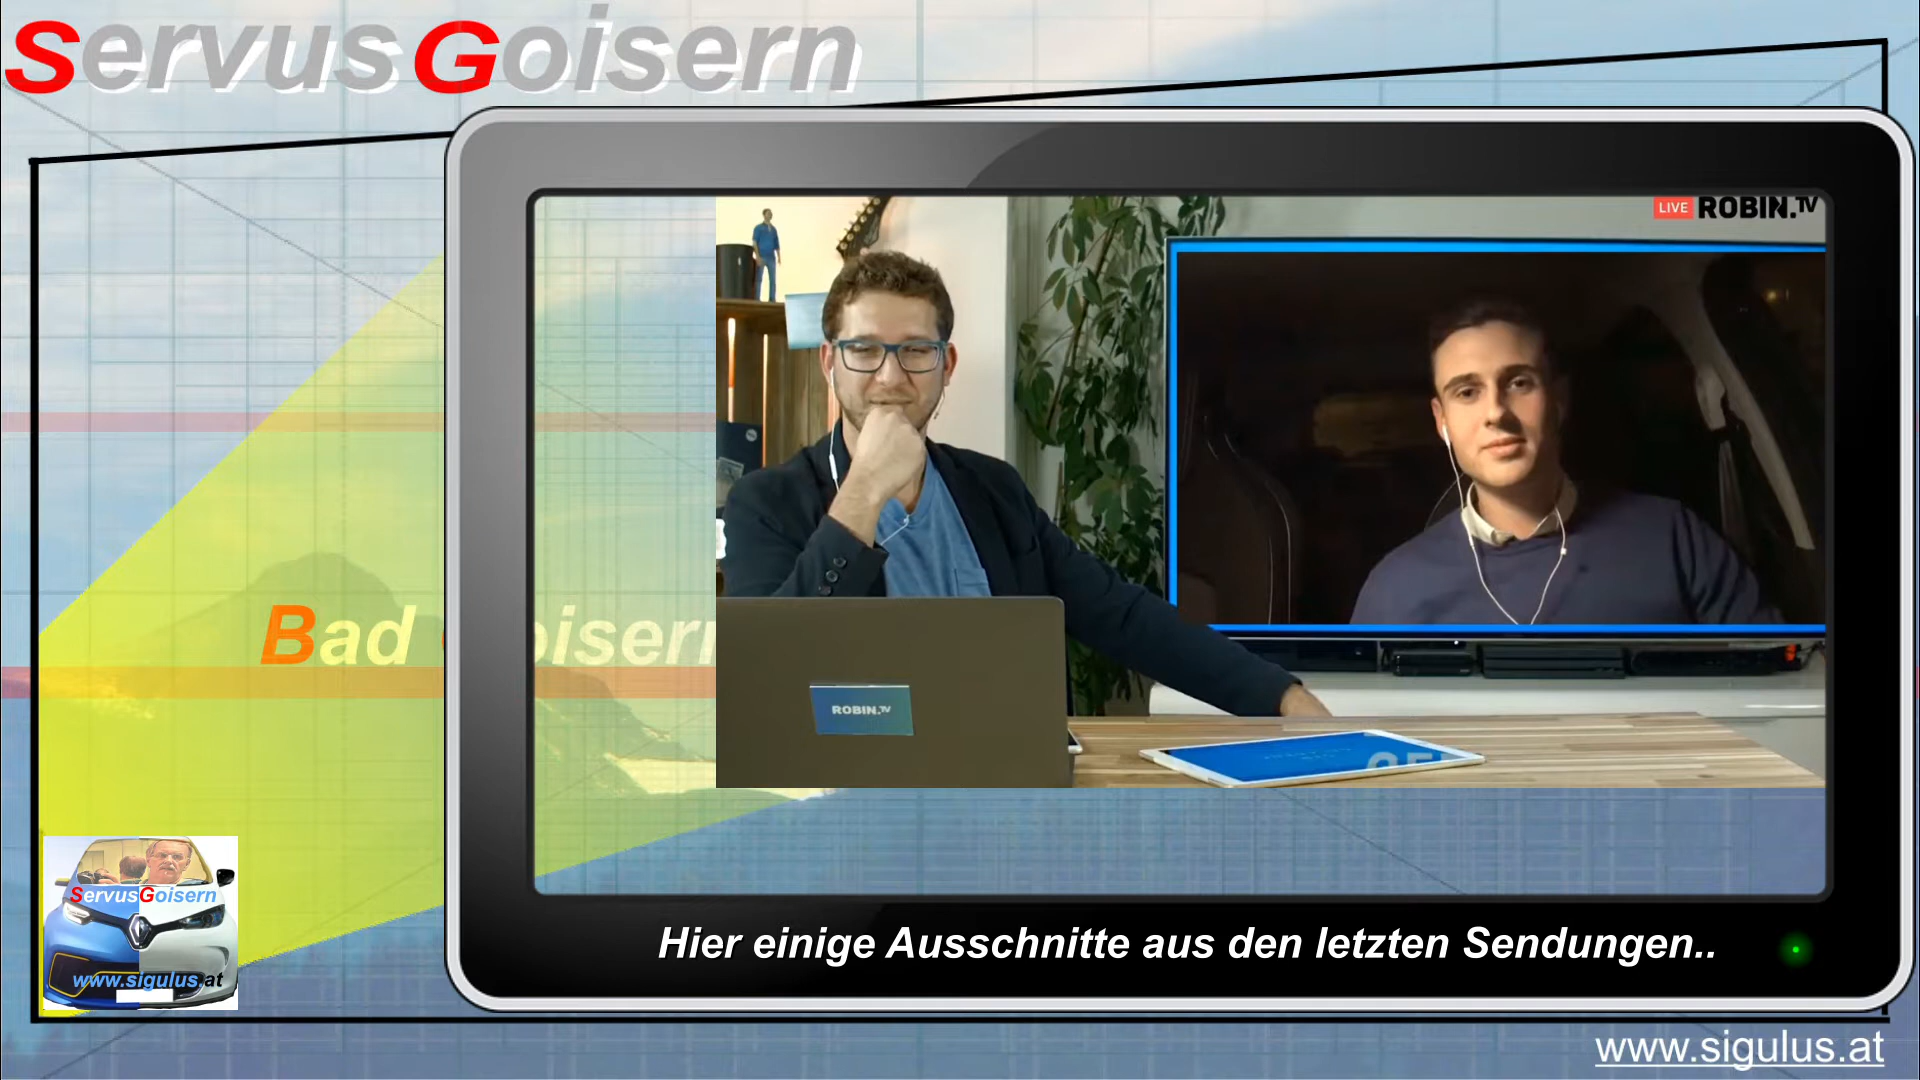 ServusGoisern
LIVE ROBIN.TV
Bad
oiser
ROBIN.TV
ServusGoisern
www.sigulus.at
Hier einige Ausschnitte aus den letzten Sendungen..
www.sigulus.at